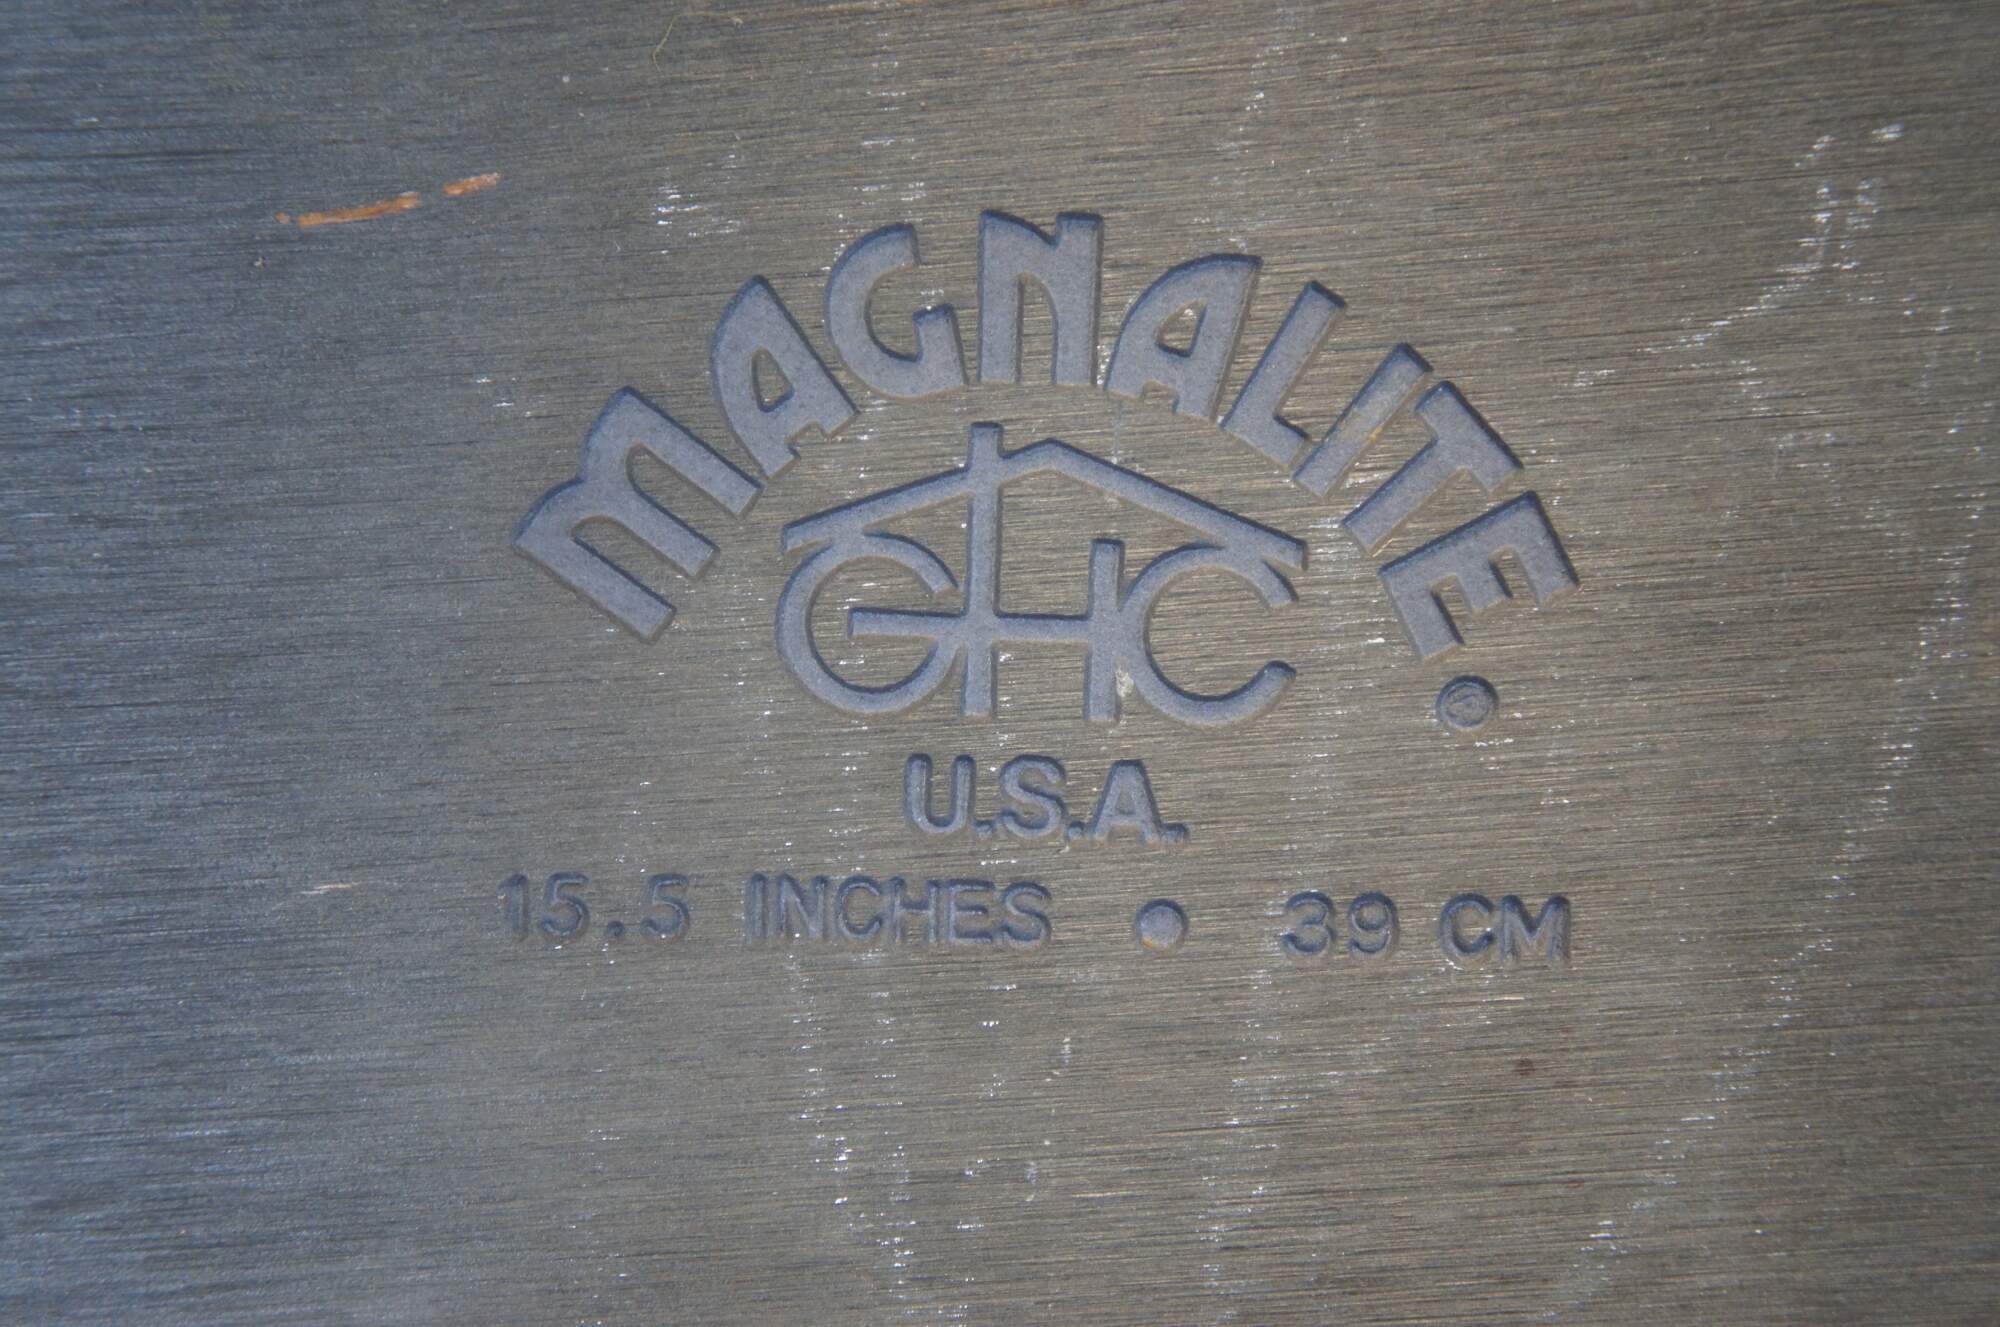 MAGNALITE®
GHC
U.S.A.
15.5 INCHES • 39 CM